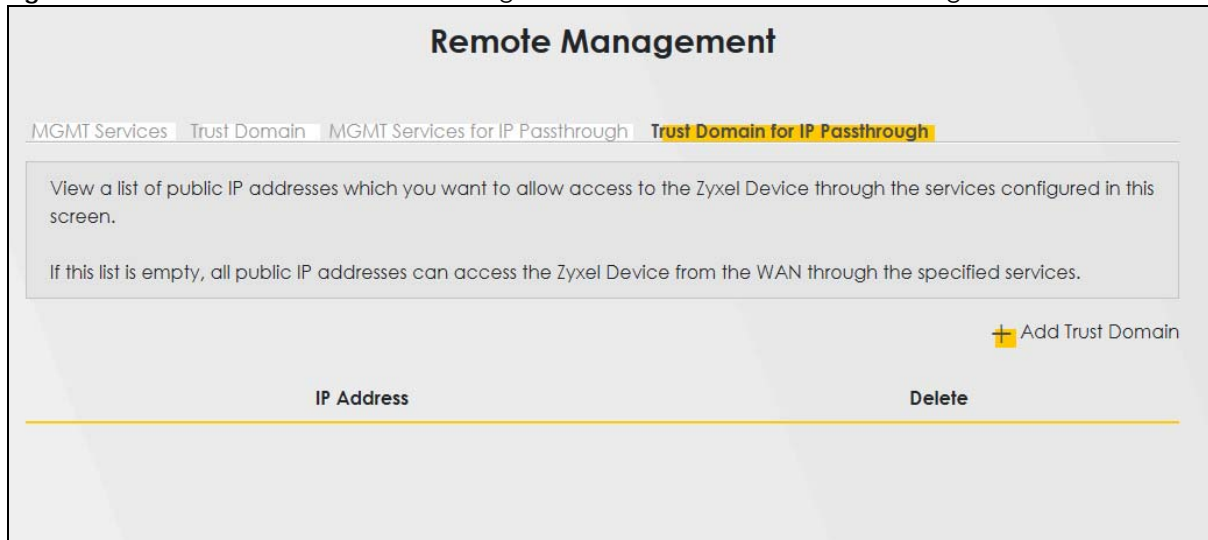 Remote Management
MGMT Services Trust Domain MGMT Services for IP Passthrough Trust Domain for IP Passthrough
View a list of public IP addresses which you want to allow access to the Zyxel Device through the services configured in this
screen.
If this list is empty, all public IP addresses can access the Zyxel Device from the WAN through the specified services.
+ Add Trust Domain
IP Address Delete